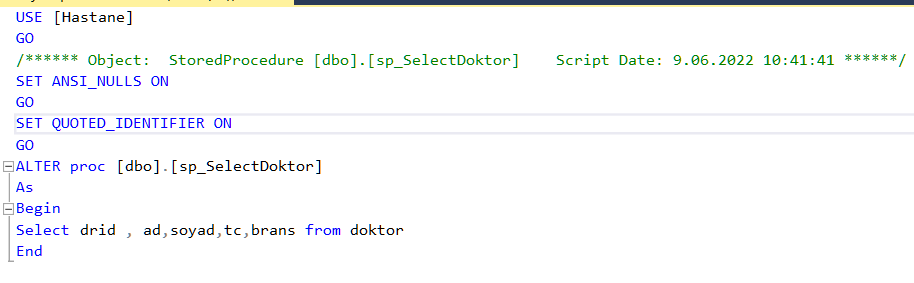 USE [Hastane]
GO
/****** Object:  StoredProcedure [dbo].[sp_SelectDoktor]    Script Date: 9.06.2022 10:41:41 ******/
SET ANSI_NULLS ON
GO
SET QUOTED_IDENTIFIER ON
GO
ALTER proc [dbo].[sp_SelectDoktor]
As
Begin
Select drid , ad,soyad,tc,brans from doktor
End